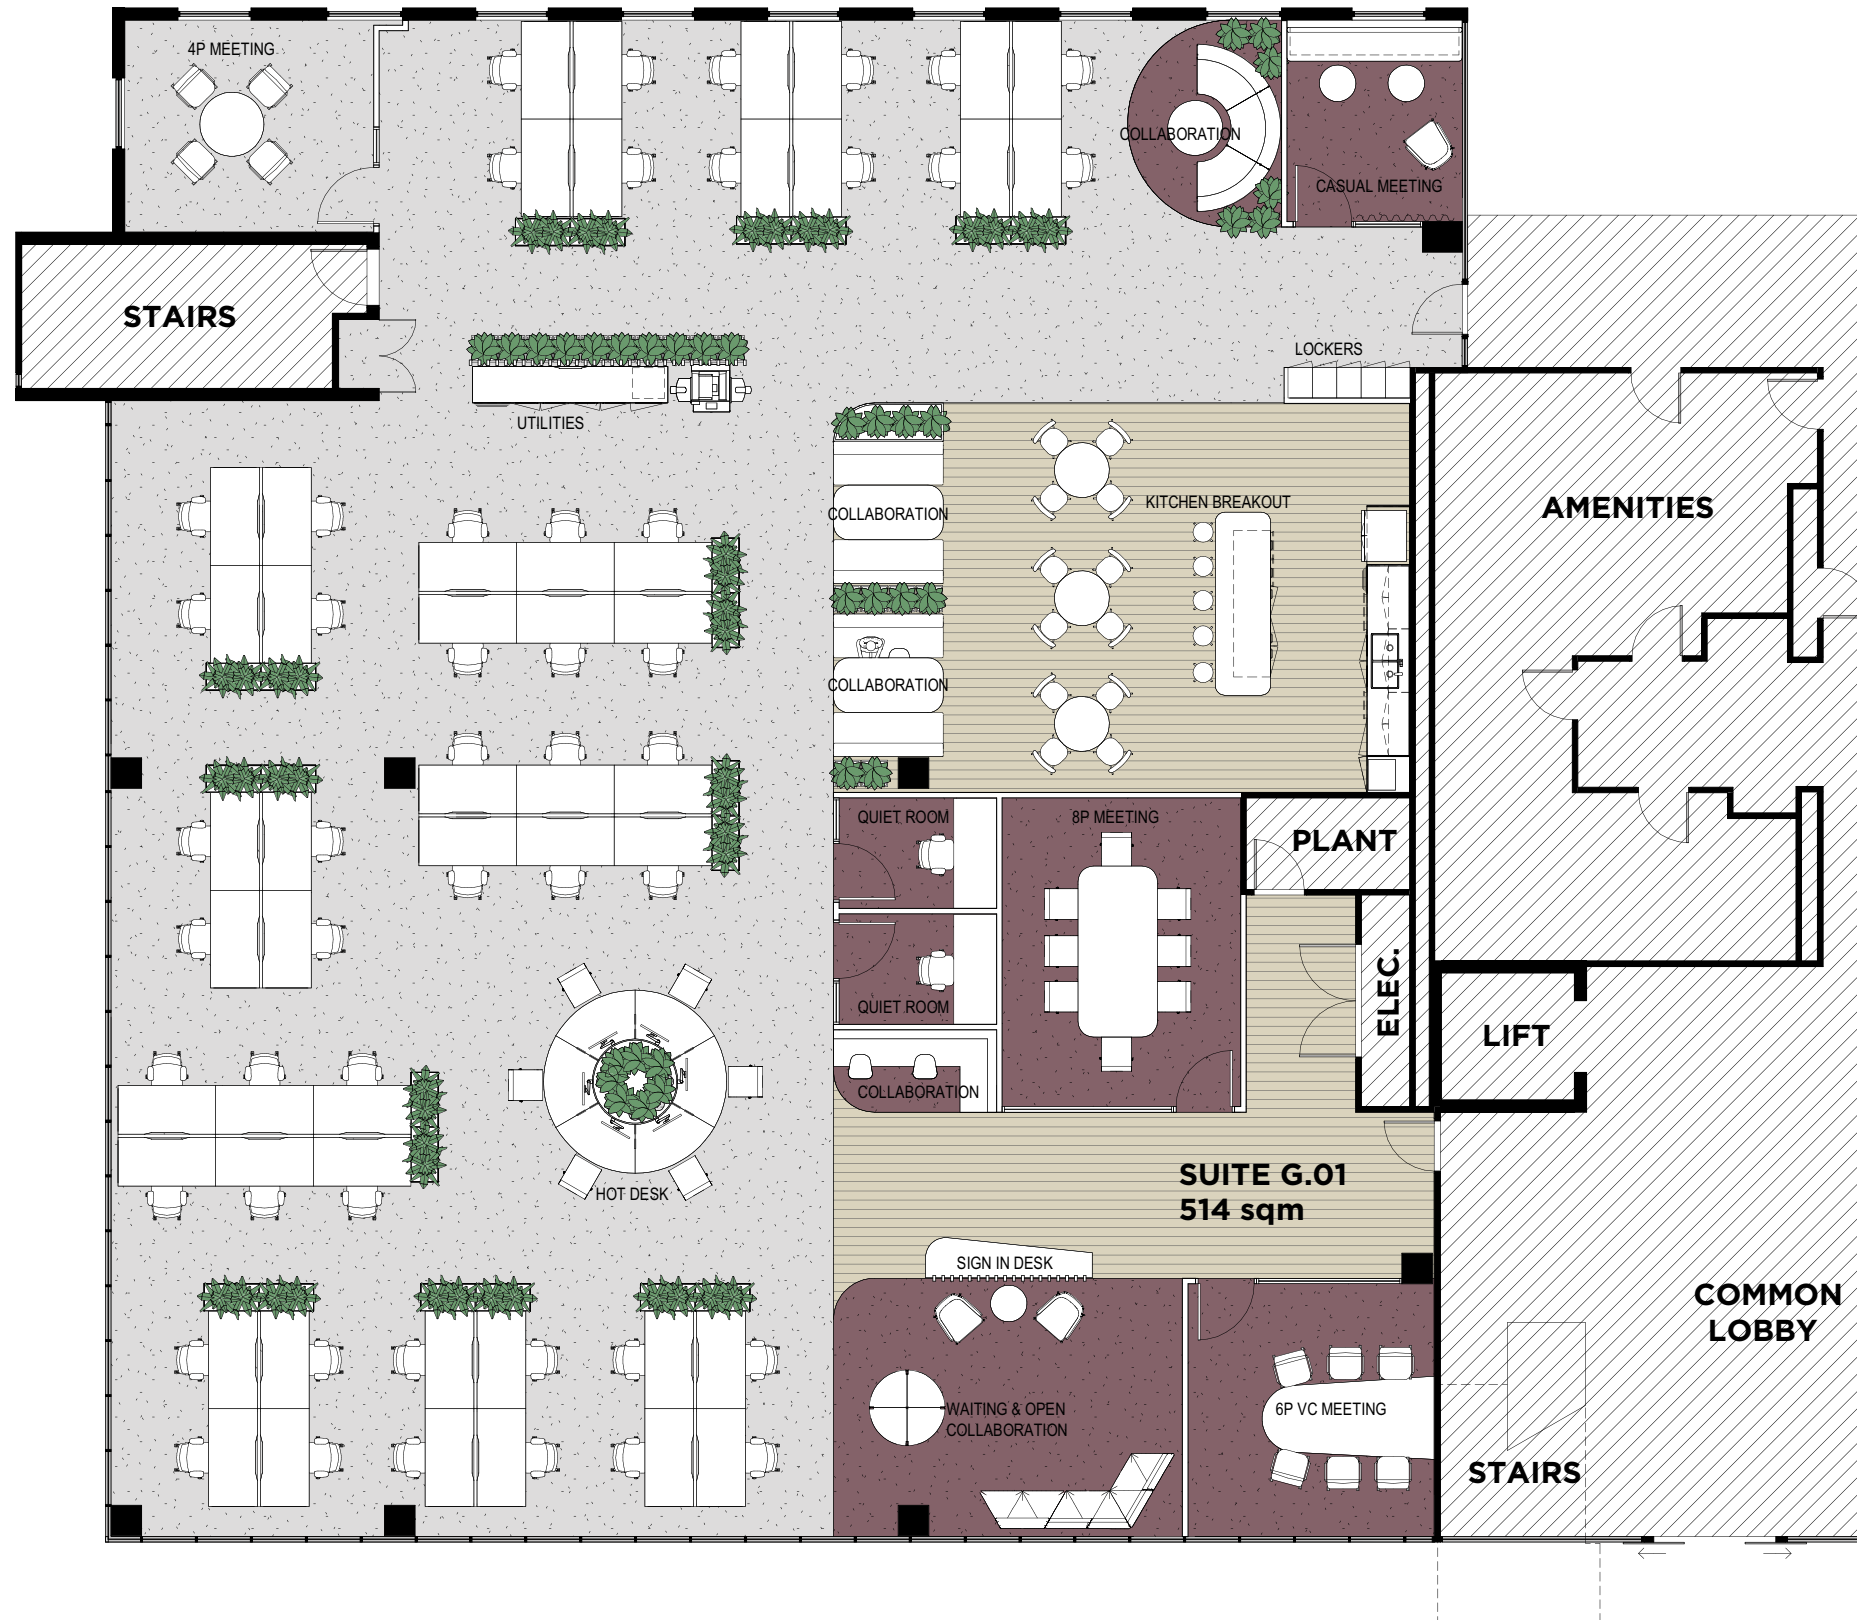 4P MEETING
COLLABORATION
CASUAL MEETING
STAIRS
LOCKERS
UTILITIES
KITCHEN BREAKOUT
COLLABORATION
AMENITIES
COLLABORATION
QUIET ROOM
8P MEETING
PLANT
ELEC.
QUIET ROOM
LIFT
COLLABORATION
HOT DESK
SUITE G.01
514 sqm
SIGN IN DESK
COMMON
LOBBY
WAITING & OPEN
COLLABORATION
6P VC MEETING
STAIRS